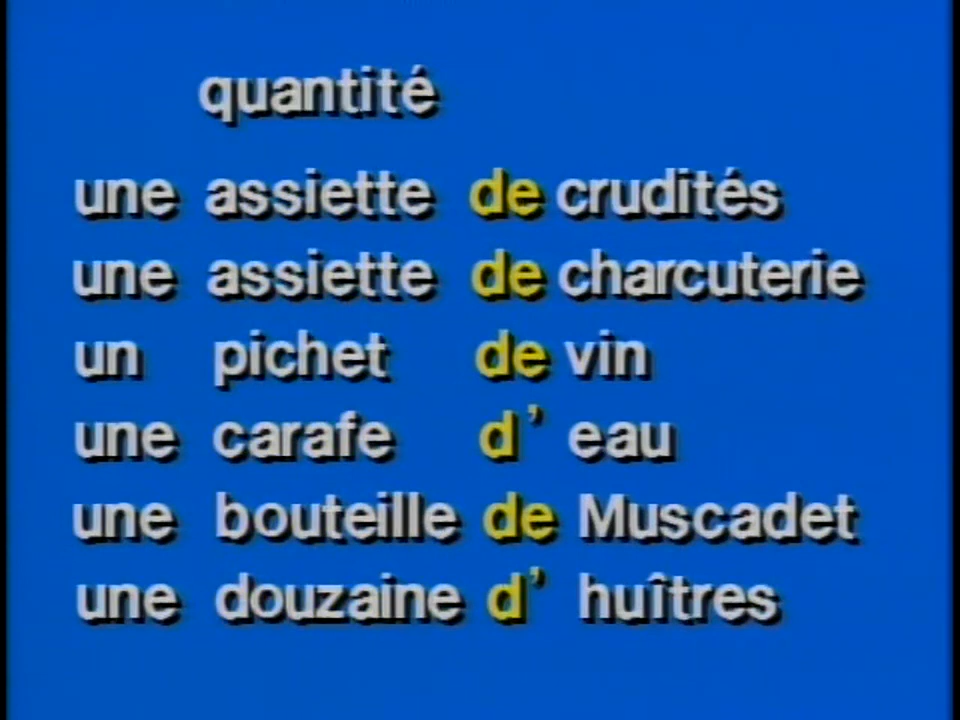 quantité
une assiette de crudités
une assiette de charcuterie
un pichet de vin
une carafe d' eau
une bouteille de Muscadet
une douzaine d' huîtres